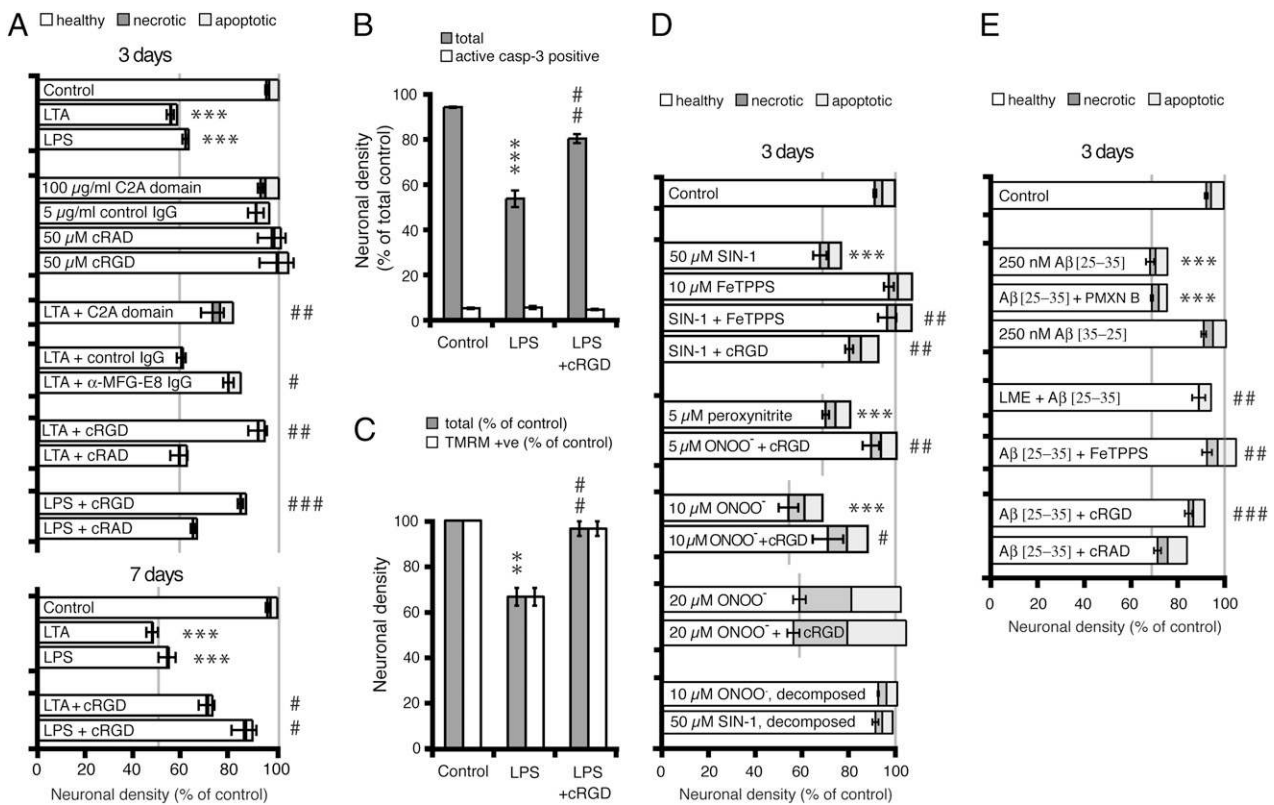 A
healthy necrotic apoptotic
3 days
Control
LTA
***
LPS
***
100 μg/ml C2A domain
5 μg/ml control IgG
50 μM cRAD
50 μM cRGD
LTA + C2A domain
##
LTA + control IgG
LTA + α-MFG-E8 IgG
#
LTA + cRGD
##
LTA + cRAD
LPS + cRGD
###
LPS + cRAD
7 days
Control
LTA
***
LPS
***
LTA+cRGD
#
LPS + cRGD
#
0 20 40 60 80 100
Neuronal density (% of control)
B
total
active casp-3 positive
Neuronal density
(% of total control)
100
80
60
40
20
0
***
##
Control LPS LPS
+cRGD
C
total (% of control)
TMRM +ve (% of control)
Neuronal density
100
80
60
40
20
0
**
##
Control LPS LPS
+cRGD
D
healthy necrotic apoptotic
3 days
Control
50 μM SIN-1
***
10 μM FeTPPS
SIN-1 + FeTPPS
##
SIN-1 + cRGD
##
5 μM peroxynitrite
***
5 μM ONOO⁻ + cRGD
##
10 μM ONOO⁻
***
10 μM ONOO⁻+cRGD
#
20 μM ONOO⁻
20 μM ONOO⁻ + cRGD
10 μM ONOO⁻, decomposed
50 μM SIN-1, decomposed
0 20 40 60 80 100
Neuronal density (% of control)
E
healthy necrotic apoptotic
3 days
Control
250 nM Aβ [25–35]
***
Aβ [25–35] + PMXN B
***
250 nM Aβ [35–25]
LME + Aβ [25–35]
##
Aβ [25–35] + FeTPPS
##
Aβ [25–35] + cRGD
###
Aβ [25–35] + cRAD
0 20 40 60 80 100
Neuronal density (% of control)